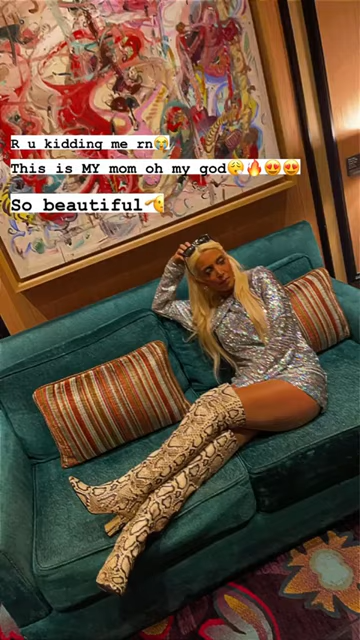 R u kidding me rn😭
This is MY mom oh my god😮‍💨🔥😍😍
So beautiful🤏